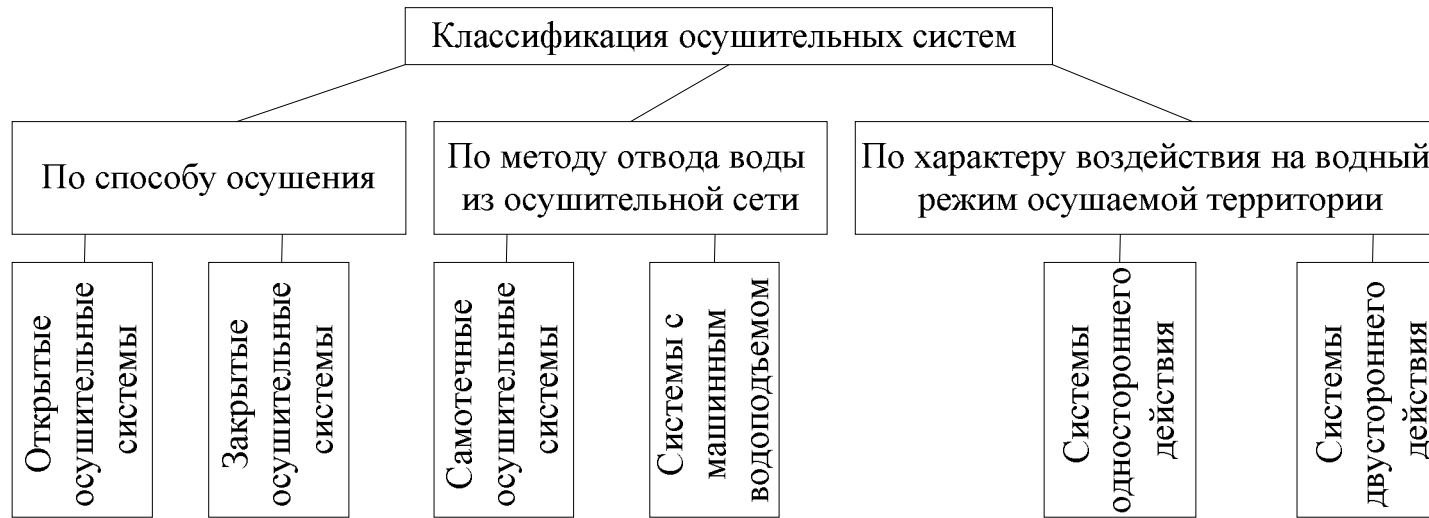 Классификация осушительных систем
По способу осушения
По методу отвода воды
из осушительной сети
По характеру воздействия на водный
режим осушаемой территории
Открытые
осушительные
системы
Закрытые
осушительные
системы
Самотечные
осушительные
системы
Системы с
машинным
водоподъемом
Системы
одностороннего
действия
Системы
двустороннего
действия